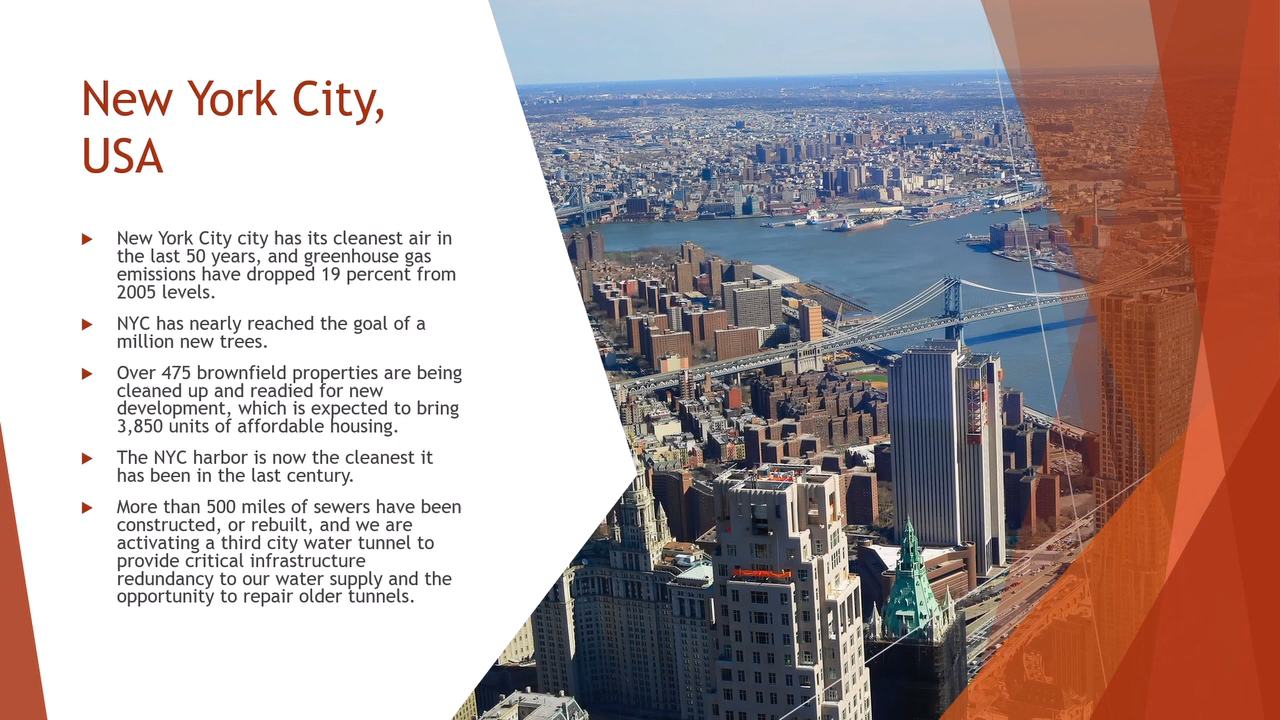 New York City,
USA
New York City city has its cleanest air in
the last 50 years, and greenhouse gas
emissions have dropped 19 percent from
2005 levels.
NYC has nearly reached the goal of a
million new trees.
Over 475 brownfield properties are being
cleaned up and readied for new
development, which is expected to bring
3,850 units of affordable housing.
The NYC harbor is now the cleanest it
has been in the last century.
More than 500 miles of sewers have been
constructed, or rebuilt, and we are
activating a third city water tunnel to
provide critical infrastructure
redundancy to our water supply and the
opportunity to repair older tunnels.